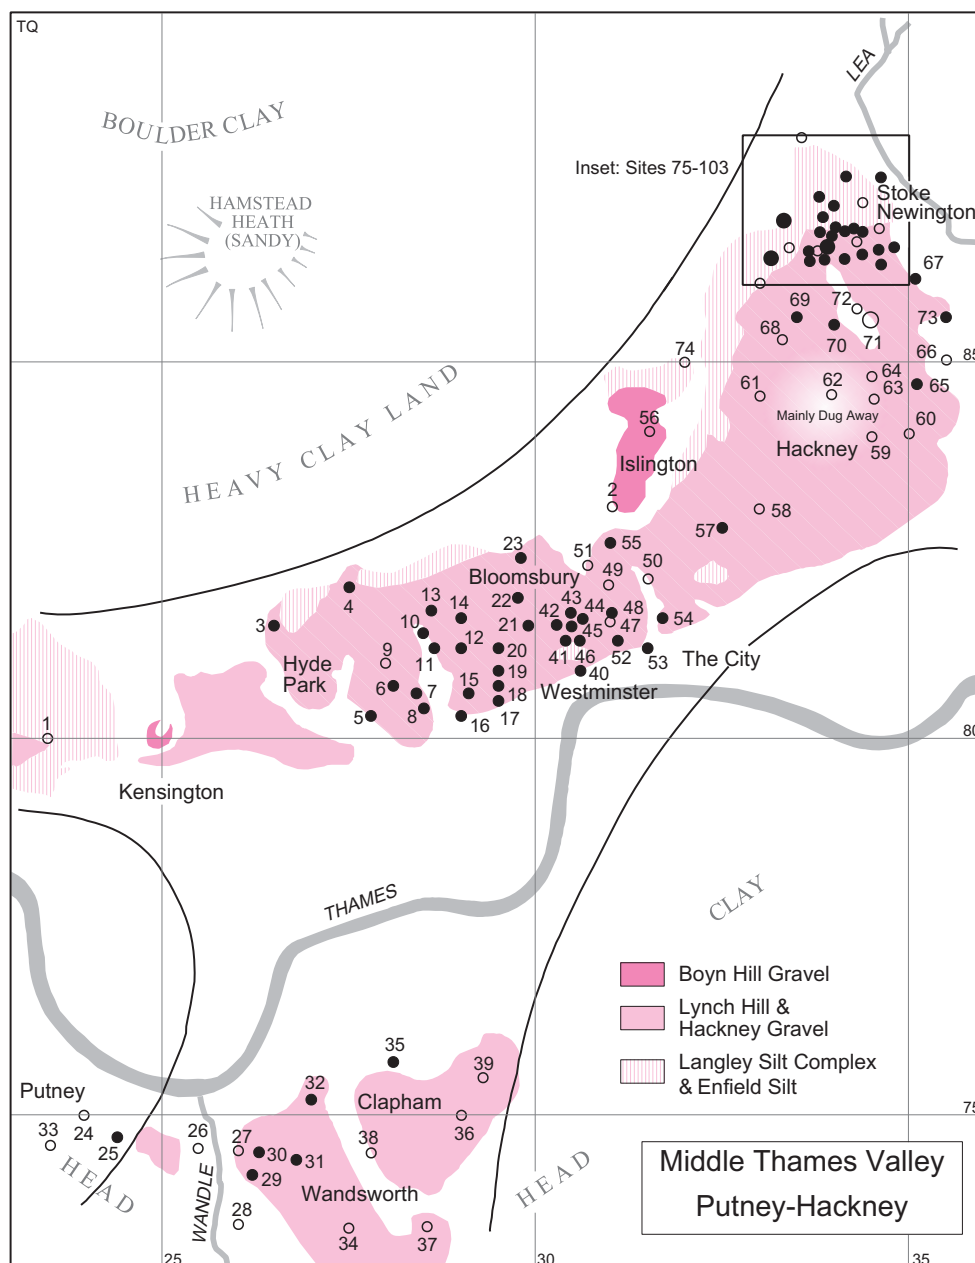 TQ
LEA
BOULDER CLAY
Inset: Sites 75-103
HAMSTEAD
HEATH
(SANDY)
Stoke
Newington
67
69
72
73
68
70
71
74
66
85
HEAVY CLAY LAND
61
62
64
63
65
Mainly Dug Away
56
60
Hackney
59
Islington
2
58
57
23
51
55
Bloomsbury
49
50
4
13
14
22
43
42
44
48
3
10
12
21
45
47
54
9
11
20
41
46
52
53
The City
Hyde
Park
19
40
6
7
15
18
Westminster
1
5
8
16
17
80
Kensington
THAMES
CLAY
Boyn Hill Gravel
Lynch Hill &
Hackney Gravel
Langley Silt Complex
& Enfield Silt
35
39
32
Putney
Clapham
75
33
24
25
26
27
38
36
30
31
29
HEAD
WANDLE
Wandsworth
HEAD
28
34
37
Middle Thames Valley
Putney-Hackney
25
30
35